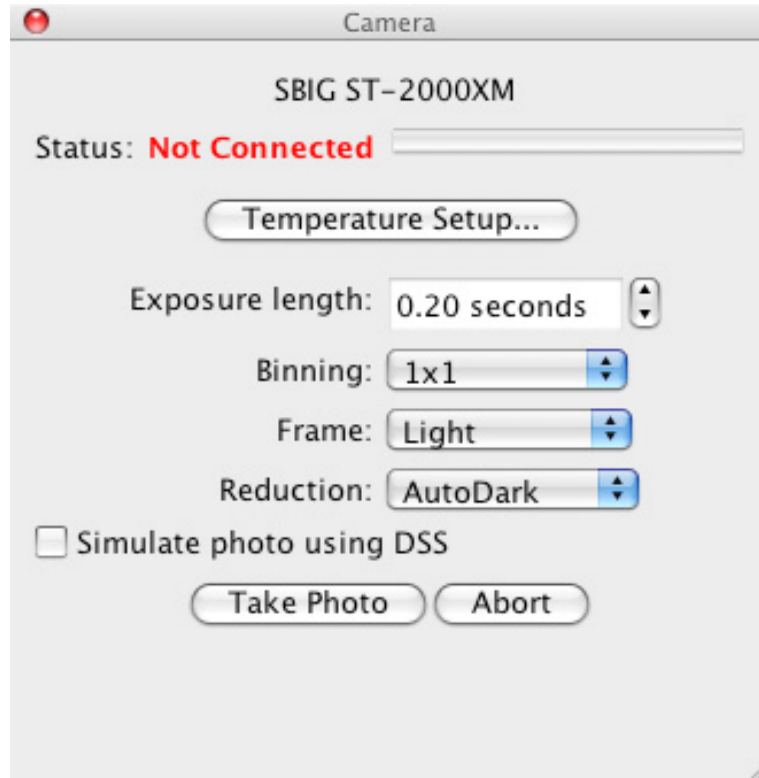 Camera
SBIG ST-2000XM
Status: Not Connected
Temperature Setup...
Exposure length: 0.20 seconds
Binning: 1x1
Frame: Light
Reduction: AutoDark
Simulate photo using DSS
Take Photo Abort